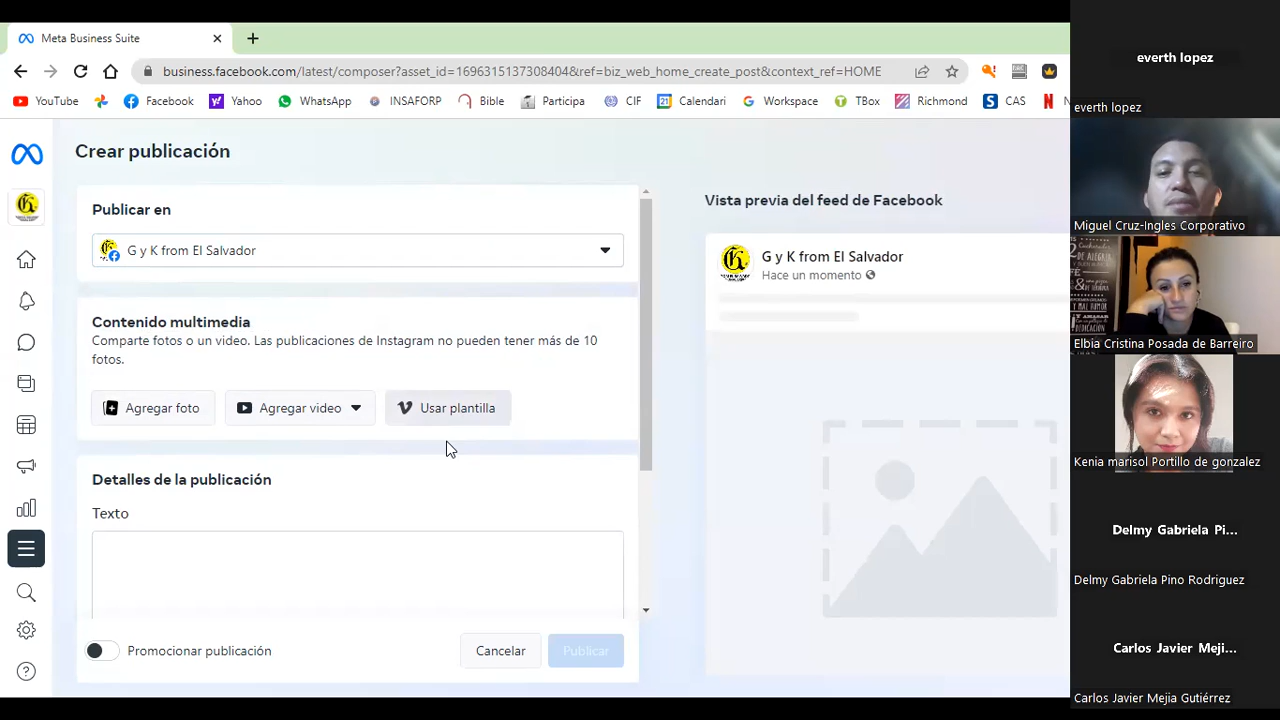 Meta Business Suite
business.facebook.com/latest/composer?asset_id=169631513730840​4&ref=biz_web_home_create_post&context_ref=HOME
YouTube
Facebook
Yahoo
WhatsApp
INSAFORP
Bible
Participa
CIF
Calendari
Workspace
TBox
Richmond
CAS
Crear publicación
Publicar en
G y K from El Salvador
Contenido multimedia
Comparte fotos o un video. Las publicaciones de Instagram no pueden tener más de 10
fotos.
Agregar foto
Agregar video
Usar plantilla
Detalles de la publicación
Texto
Promocionar publicación
Cancelar
Publicar
Vista previa del feed de Facebook
G y K from El Salvador
Hace un momento
everth lopez
everth lopez
Miguel Cruz-Ingles Corporativo
DE ALEGRIA
Elbia Cristina Posada de Barreiro
Kenia marisol Portillo de gonzalez
Delmy Gabriela Pi...
Delmy Gabriela Pino Rodriguez
Carlos Javier Meji...
Carlos Javier Mejia Gutiérrez